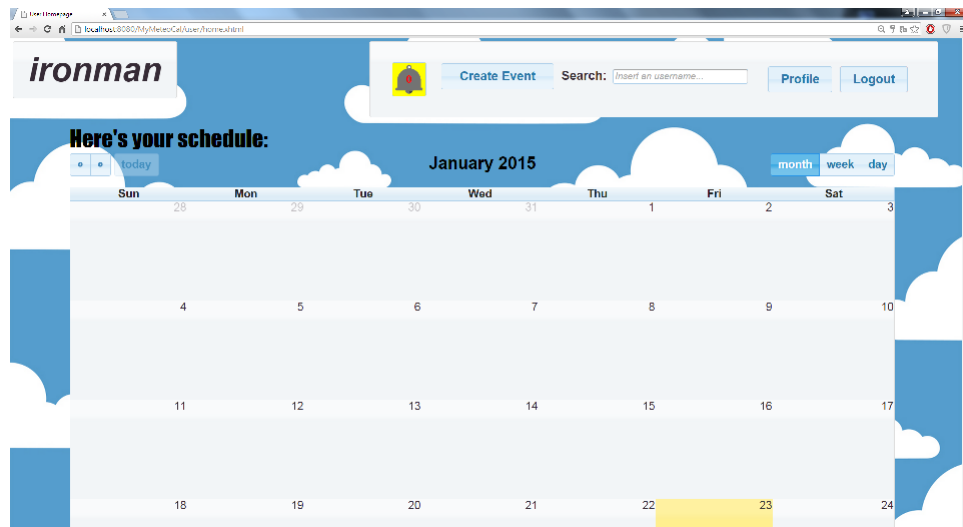 User Homepage
localhost:8080/MyMeteoCal/user/home.xhtml
ironman
0
Create Event
Search:
Insert an username...
Profile
Logout
Here's your schedule:
today
January 2015
month week day
Sun Mon Tue Wed Thu Fri Sat
28 29 30 31 1 2 3
4 5 6 7 8 9 10
11 12 13 14 15 16 17
18 19 20 21 22 23 24